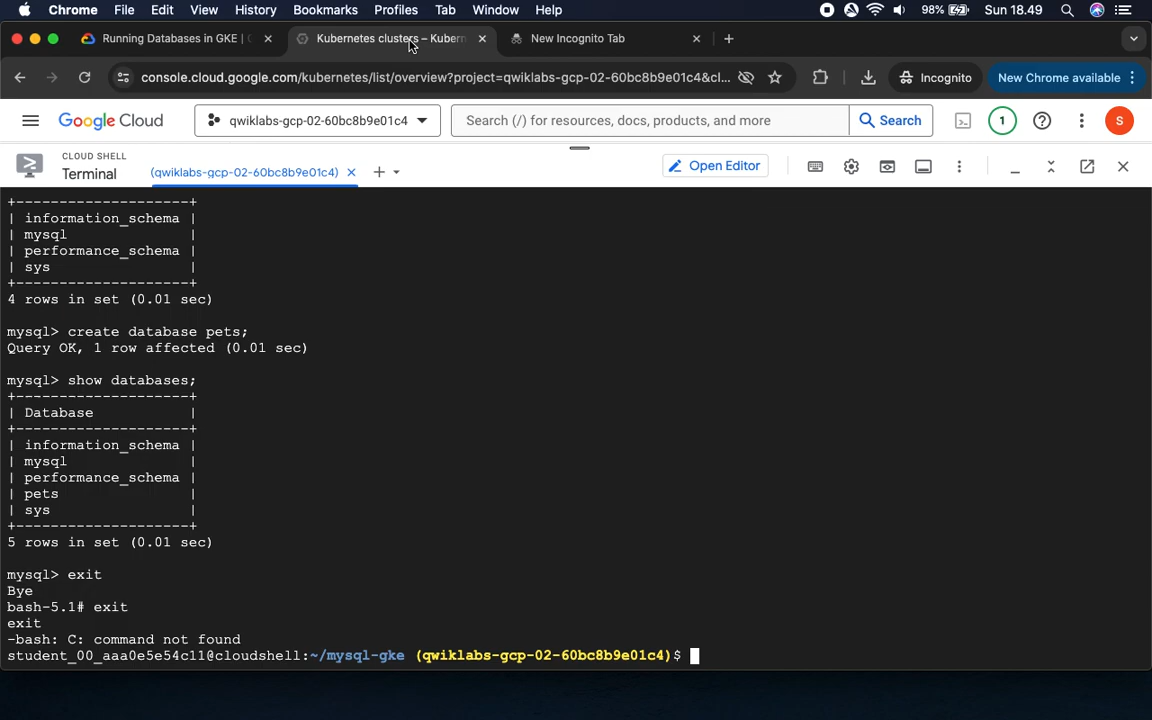 Chrome File Edit View History Bookmarks Profiles Tab Window Help 98% Sun 18.49
Running Databases in GKE | Kubernetes clusters – Kubern New Incognito Tab
console.cloud.google.com/kubernetes/list/overview?project=qwiklabs-gcp-02-60bc8b9e01c4&cl... Incognito New Chrome available
Google Cloud qwiklabs-gcp-02-60bc8b9e01c4 Search (/) for resources, docs, products, and more Search 1 S
CLOUD SHELL
Terminal (qwiklabs-gcp-02-60bc8b9e01c4) Open Editor
+--------------------+
| information_schema |
| mysql              |
| performance_schema |
| sys                |
+--------------------+
4 rows in set (0.01 sec)
mysql> create database pets;
Query OK, 1 row affected (0.01 sec)
mysql> show databases;
+--------------------+
| Database           |
+--------------------+
| information_schema |
| mysql              |
| performance_schema |
| pets               |
| sys                |
+--------------------+
5 rows in set (0.01 sec)
mysql> exit
Bye
bash-5.1# exit
exit
-bash: C: command not found
student_00_aaa0e5e54c11@cloudshell:~/mysql-gke (qwiklabs-gcp-02-60bc8b9e01c4)$